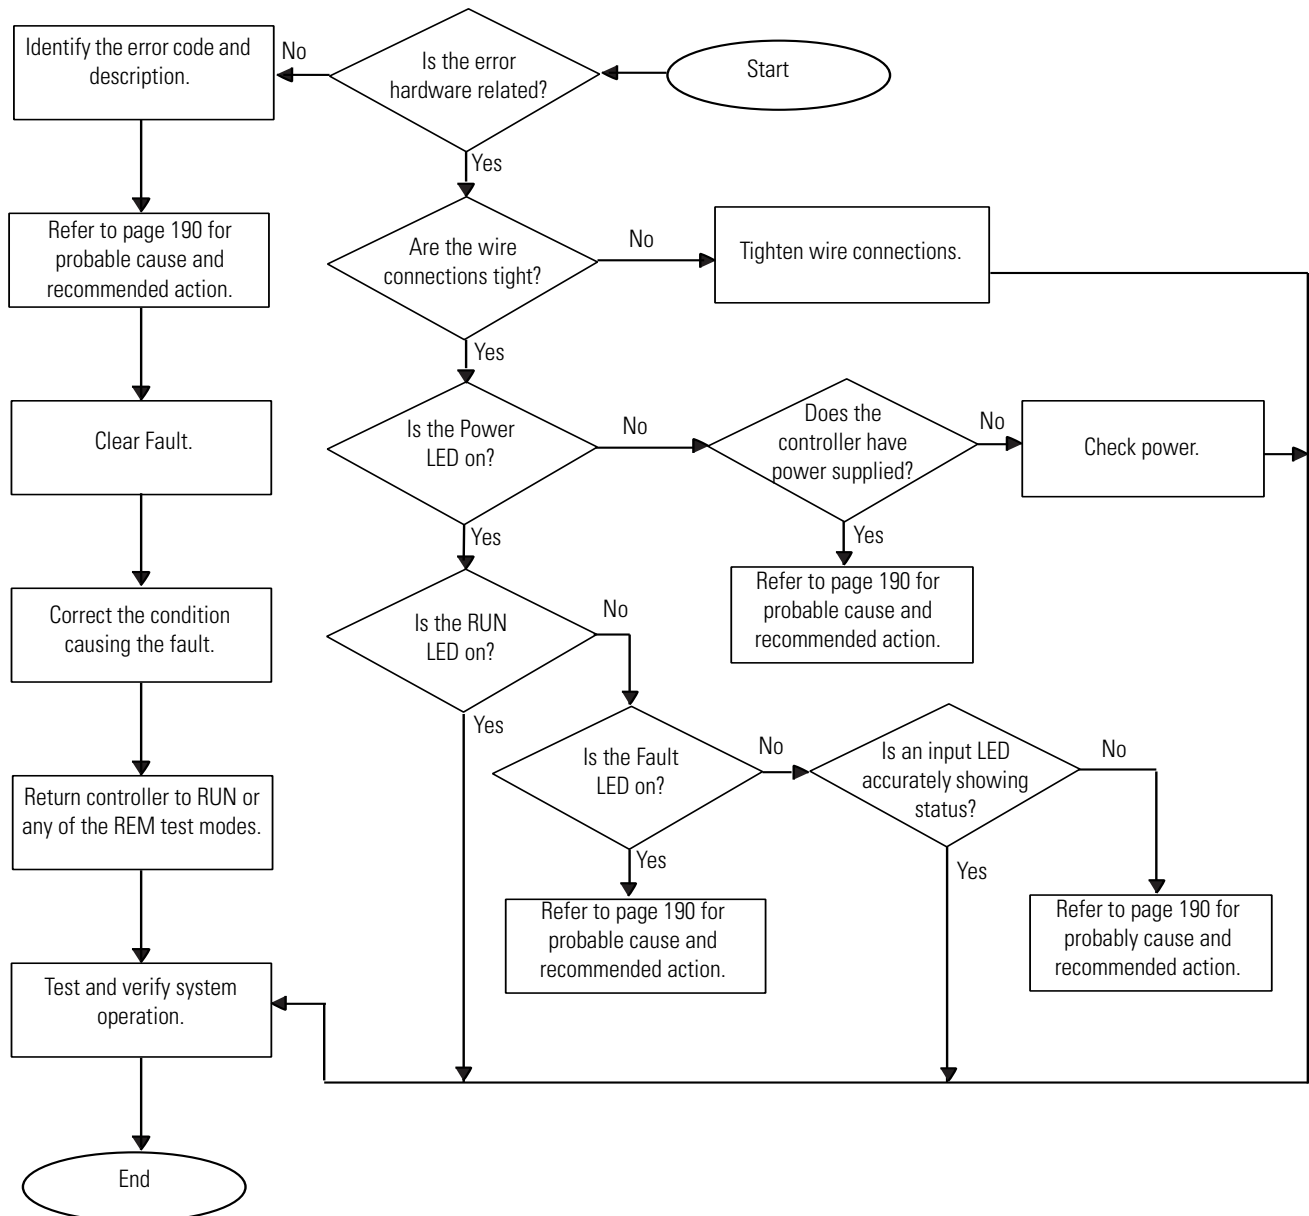 Start
Is the error
hardware related?
No
Identify the error code and
description.
Refer to page 190 for
probable cause and
recommended action.
Clear Fault.
Correct the condition
causing the fault.
Return controller to RUN or
any of the REM test modes.
Test and verify system
operation.
End
Yes
Are the wire
connections tight?
No
Tighten wire connections.
Yes
Is the Power
LED on?
No
Does the
controller have
power supplied?
No
Check power.
Yes
Refer to page 190 for
probable cause and
recommended action.
Yes
Is the RUN
LED on?
No
Yes
Is the Fault
LED on?
No
Is an input LED
accurately showing
status?
No
Yes
Refer to page 190 for
probable cause and
recommended action.
Yes
Refer to page 190 for
probably cause and
recommended action.